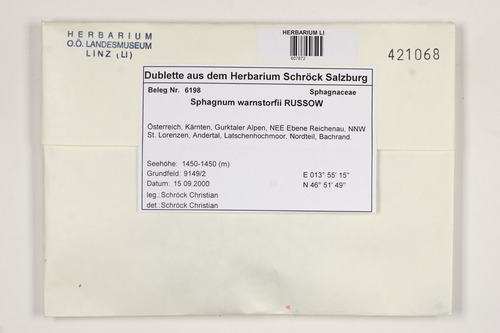 HERBARIUM
O.Ö. LANDESMUSEUM
LINZ (LI)
HERBARIUM LI
607872
421068
Dublette aus dem Herbarium Schröck Salzburg
Beleg Nr. 6198 Sphagnaceae
Sphagnum warnstorfii RUSSOW
Österreich, Kärnten, Gurktaler Alpen, NEE Ebene Reichenau, NNW
St. Lorenzen, Andertal, Latschenhochmoor, Nordteil, Bachrand.
Seehöhe: 1450-1450 (m)
Grundfeld: 9149/2 E 013° 55' 15"
Datum: 15.09.2000 N 46° 51' 49"
leg.: Schröck Christian
det.: Schröck Christian